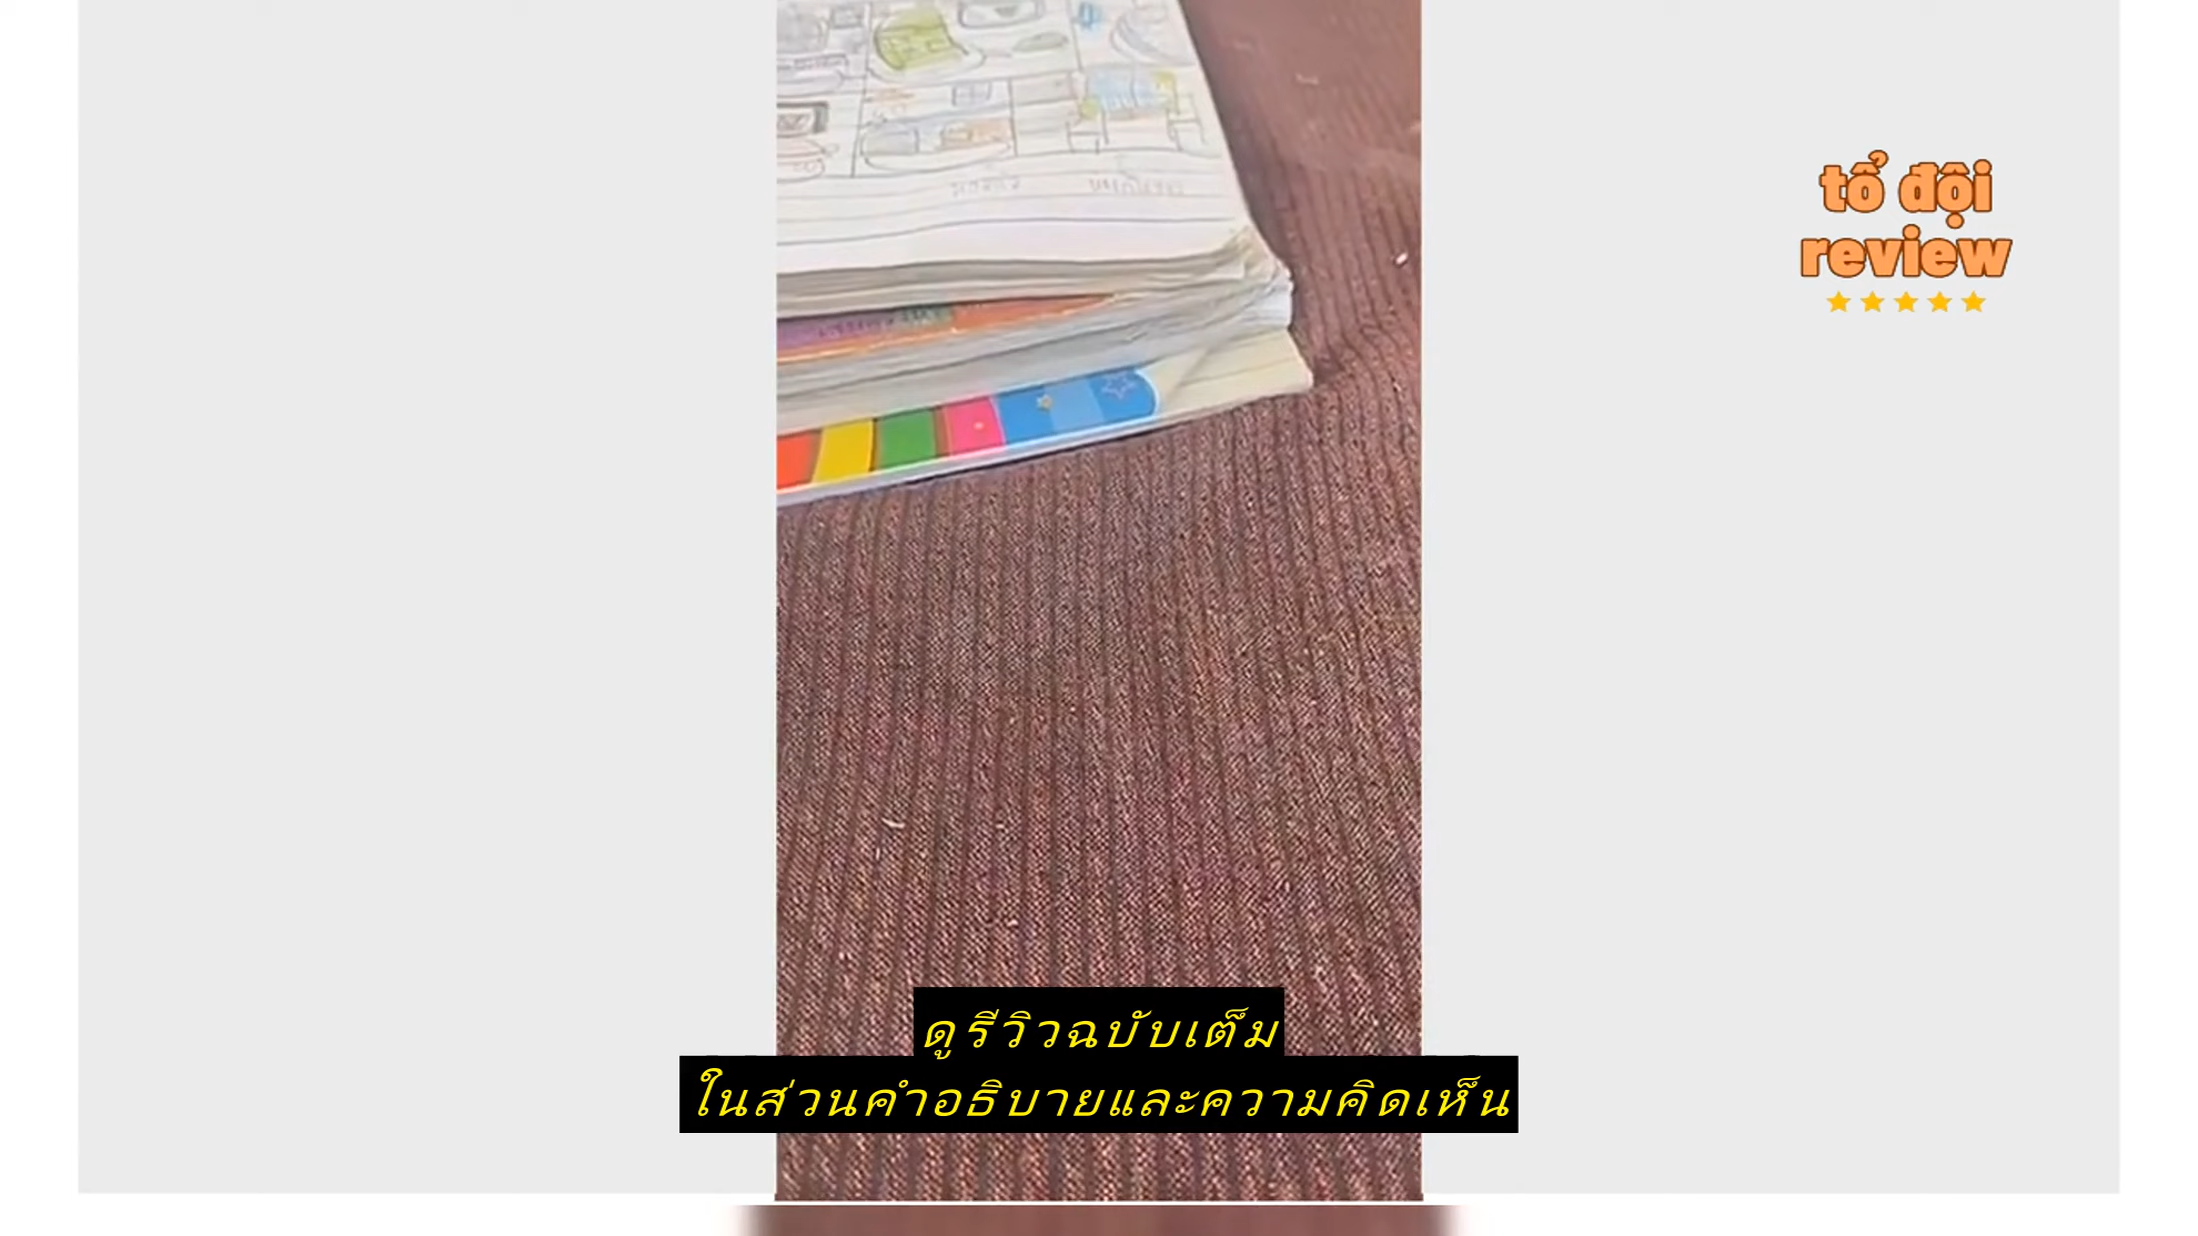 tổ đội
review
ดูรีวิวฉบับเต็ม
ในส่วนคำอธิบายและความคิดเห็น